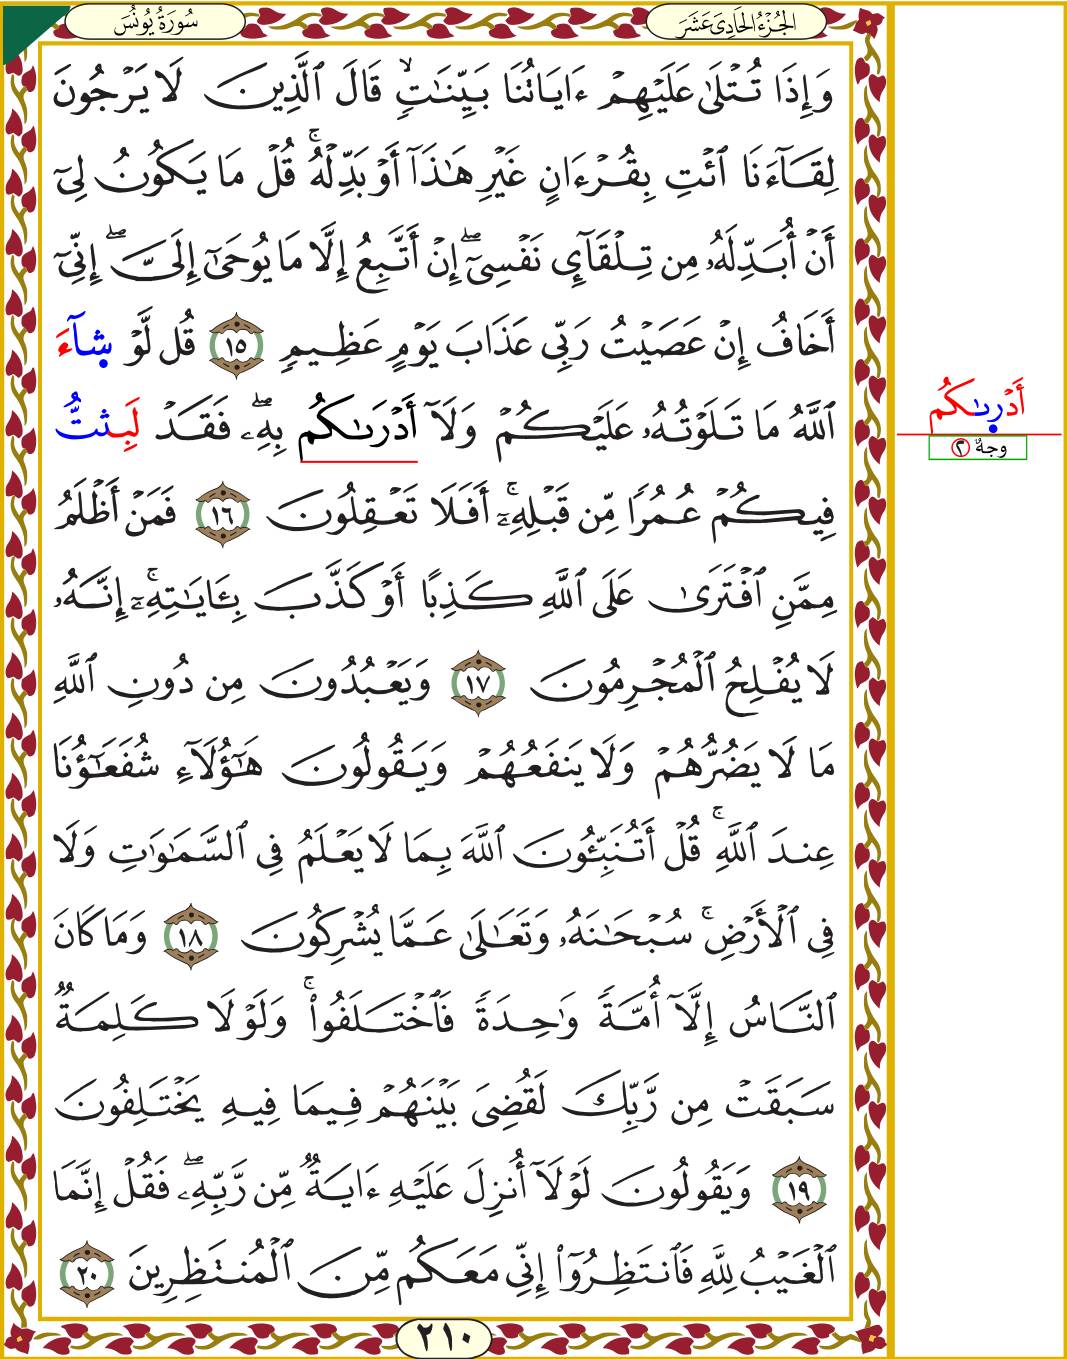 الجُزْءُ الحَادِىَ عَشَرَ
سُورَةُ يُونُسَ
وَإِذَا تُتْلَىٰ عَلَيْهِمْ ءَايَاتُنَا بَيِّنَٰتٍۙ قَالَ ٱلَّذِينَ لَا يَرْجُونَ
لِقَآءَنَا ٱئْتِ بِقُرْءَانٍ غَيْرِ هَٰذَآ أَوْ بَدِّلْهُۚ قُلْ مَا يَكُونُ لِىٓ
أَنْ أُبَدِّلَهُۥ مِن تِلْقَآئِ نَفْسِىٓۖ إِنْ أَتَّبِعُ إِلَّا مَا يُوحَىٰٓ إِلَىَّۖ إِنِّىٓ
أَخَافُ إِنْ عَصَيْتُ رَبِّى عَذَابَ يَوْمٍ عَظِيمٍ ١٥ قُل لَّوْ شَآءَ
ٱللَّهُ مَا تَلَوْتُهُۥ عَلَيْكُمْ وَلَآ أَدْرَىٰكُم بِهِۦۖ فَقَدْ لَبِثتُّ
فِيكُمْ عُمُرًا مِّن قَبْلِهِۦٓۚ أَفَلَا تَعْقِلُونَ ١٦ فَمَنْ أَظْلَمُ
مِمَّنِ ٱفْتَرَىٰ عَلَى ٱللَّهِ كَذِبًا أَوْ كَذَّبَ بِـَٔايَٰتِهِۦٓۚ إِنَّهُۥ
لَا يُفْلِحُ ٱلْمُجْرِمُونَ ١٧ وَيَعْبُدُونَ مِن دُونِ ٱللَّهِ
مَا لَا يَضُرُّهُمْ وَلَا يَنفَعُهُمْ وَيَقُولُونَ هَٰٓؤُلَآءِ شُفَعَٰٓؤُنَا
عِندَ ٱللَّهِۚ قُلْ أَتُنَبِّـُٔونَ ٱللَّهَ بِمَا لَا يَعْلَمُ فِى ٱلسَّمَٰوَٰتِ وَلَا
فِى ٱلْأَرْضِۚ سُبْحَٰنَهُۥ وَتَعَٰلَىٰ عَمَّا يُشْرِكُونَ ١٨ وَمَا كَانَ
ٱلنَّاسُ إِلَّآ أُمَّةً وَٰحِدَةً فَٱخْتَلَفُوا۟ۚ وَلَوْلَا كَلِمَةٌ
سَبَقَتْ مِن رَّبِّكَ لَقُضِىَ بَيْنَهُمْ فِيمَا فِيهِ يَخْتَلِفُونَ
١٩ وَيَقُولُونَ لَوْلَآ أُنزِلَ عَلَيْهِ ءَايَةٌ مِّن رَّبِّهِۦۖ فَقُلْ إِنَّمَا
ٱلْغَيْبُ لِلَّهِ فَٱنتَظِرُوٓا۟ إِنِّى مَعَكُم مِّنَ ٱلْمُنتَظِرِينَ ٢٠
٢١٠
أَدْرىٰكُم
وجهٌ ٢